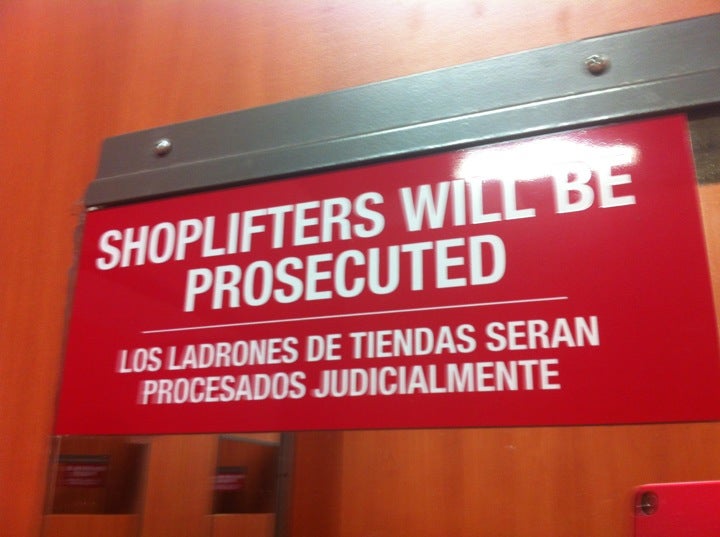 SHOPLIFTERS WILL BE
PROSECUTED
LOS LADRONES DE TIENDAS SERAN
PROCESADOS JUDICIALMENTE